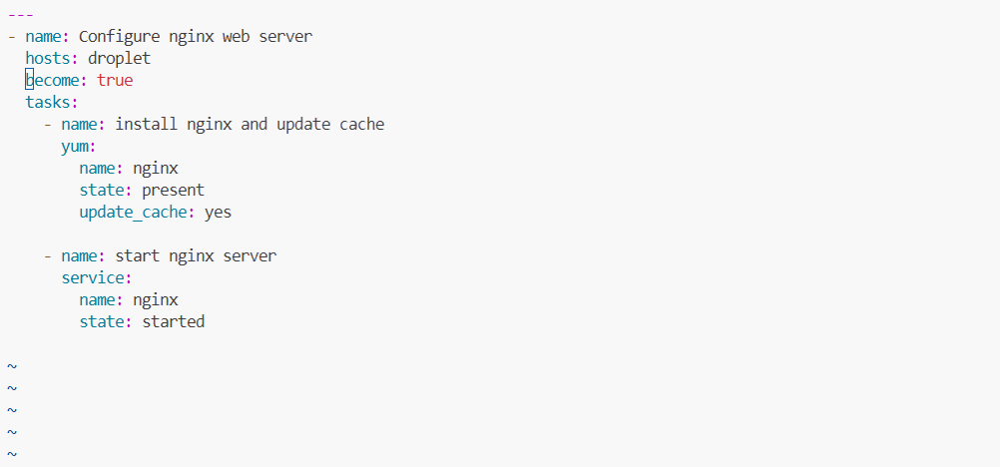 ---
- name: Configure nginx web server
  hosts: droplet
  become: true
  tasks:
    - name: install nginx and update cache
      yum:
        name: nginx
        state: present
        update_cache: yes

    - name: start nginx server
      service:
        name: nginx
        state: started

~
~
~
~
~